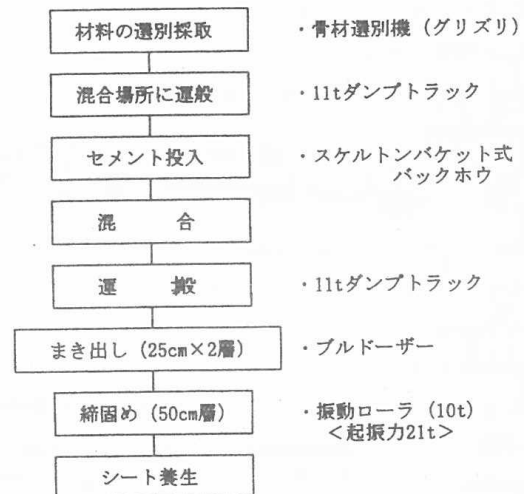 材料の選別採取
・骨材選別機（グリズリ）
混合場所に運般
・11tダンプトラック
セメント投入
・スケルトンバケット式
バックホウ
混　　合
運　　搬
・11tダンプトラック
まき出し（25cm×2層）
・ブルドーザー
締固め（50cm層）
・振動ローラ（10t）
＜起振力21t＞
シート養生